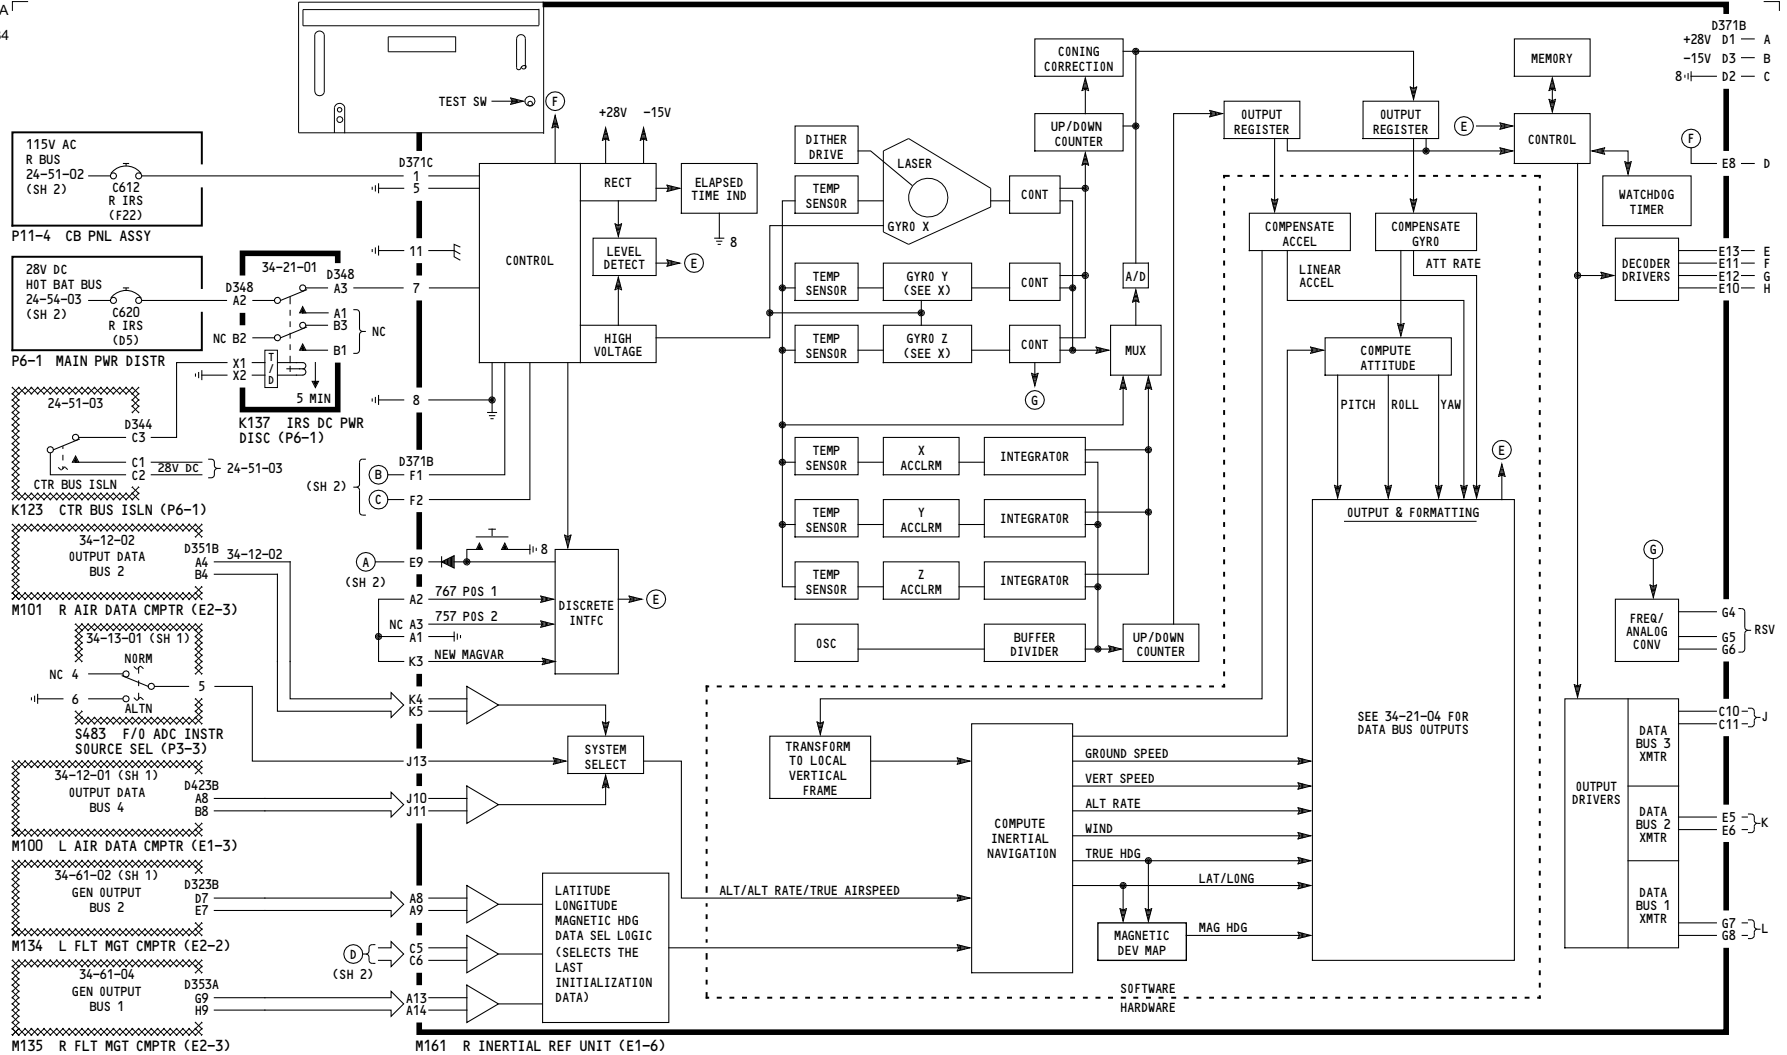 A
34
115V AC
R BUS
24-51-02
(SH 2)
C612
R IRS
(F22)
P11-4 CB PNL ASSY
28V DC
HOT BAT BUS
24-54-03
(SH 2)
C620
R IRS
(D5)
P6-1 MAIN PWR DISTR
34-21-01
D348
D348
A2
A3
A1
B3
NC B2
NC
B1
X1
X2
T/D
5 MIN
K137 IRS DC PWR
DISC (P6-1)
24-51-03
D344
C3
C1
C2
28V DC
24-51-03
CTR BUS ISLN
K123 CTR BUS ISLN (P6-1)
34-12-02
OUTPUT DATA
BUS 2
D351B
A4
B4
34-12-02
M101 R AIR DATA CMPTR (E2-3)
34-13-01 (SH 1)
NORM
NC 4
5
6
ALTN
S483 F/O ADC INSTR
SOURCE SEL (P3-3)
34-12-01 (SH 1)
OUTPUT DATA
BUS 4
D423B
A8
B8
M100 L AIR DATA CMPTR (E1-3)
34-61-02 (SH 1)
GEN OUTPUT
BUS 2
D323B
D7
E7
M134 L FLT MGT CMPTR (E2-2)
34-61-04
GEN OUTPUT
BUS 1
D353A
G9
H9
M135 R FLT MGT CMPTR (E2-3)
TEST SW
F
D371C
1
5
11
7
8
D371B
B
F1
(SH 2)
C
F2
A
E9
(SH 2)
8
A2
767 POS 1
NC A3
757 POS 2
A1
K3
NEW MAGVAR
K4
K5
J13
J10
J11
A8
A9
D
C5
C6
(SH 2)
A13
A14
CONTROL
+28V
-15V
RECT
ELAPSED
TIME IND
8
LEVEL
DETECT
E
HIGH
VOLTAGE
DISCRETE
INTFC
E
SYSTEM
SELECT
LATITUDE
LONGITUDE
MAGNETIC HDG
DATA SEL LOGIC
(SELECTS THE
LAST
INITIALIZATION
DATA)
M161 R INERTIAL REF UNIT (E1-6)
DITHER
DRIVE
LASER
GYRO X
TEMP
SENSOR
CONT
TEMP
SENSOR
GYRO Y
(SEE X)
CONT
TEMP
SENSOR
GYRO Z
(SEE X)
CONT
G
TEMP
SENSOR
X
ACCLRM
INTEGRATOR
TEMP
SENSOR
Y
ACCLRM
INTEGRATOR
TEMP
SENSOR
Z
ACCLRM
INTEGRATOR
OSC
BUFFER
DIVIDER
UP/DOWN
COUNTER
CONING
CORRECTION
UP/DOWN
COUNTER
A/D
MUX
OUTPUT
REGISTER
OUTPUT
REGISTER
E
MEMORY
CONTROL
WATCHDOG
TIMER
COMPENSATE
ACCEL
COMPENSATE
GYRO
LINEAR
ACCEL
ATT RATE
COMPUTE
ATTITUDE
PITCH
ROLL
YAW
E
OUTPUT & FORMATTING
SEE 34-21-04 FOR
DATA BUS OUTPUTS
TRANSFORM
TO LOCAL
VERTICAL
FRAME
COMPUTE
INERTIAL
NAVIGATION
GROUND SPEED
VERT SPEED
ALT RATE
WIND
TRUE HDG
LAT/LONG
MAGNETIC
DEV MAP
MAG HDG
ALT/ALT RATE/TRUE AIRSPEED
SOFTWARE
HARDWARE
D371B
+28V D1 A
-15V D3 B
8 D2 C
F
E8 D
DECODER
DRIVERS
E13 E
E11 F
E12 G
E10 H
G
FREQ/
ANALOG
CONV
G4
G5
G6
RSV
OUTPUT
DRIVERS
DATA
BUS 3
XMTR
C10
C11
J
DATA
BUS 2
XMTR
E5
E6
K
DATA
BUS 1
XMTR
G7
G8
L